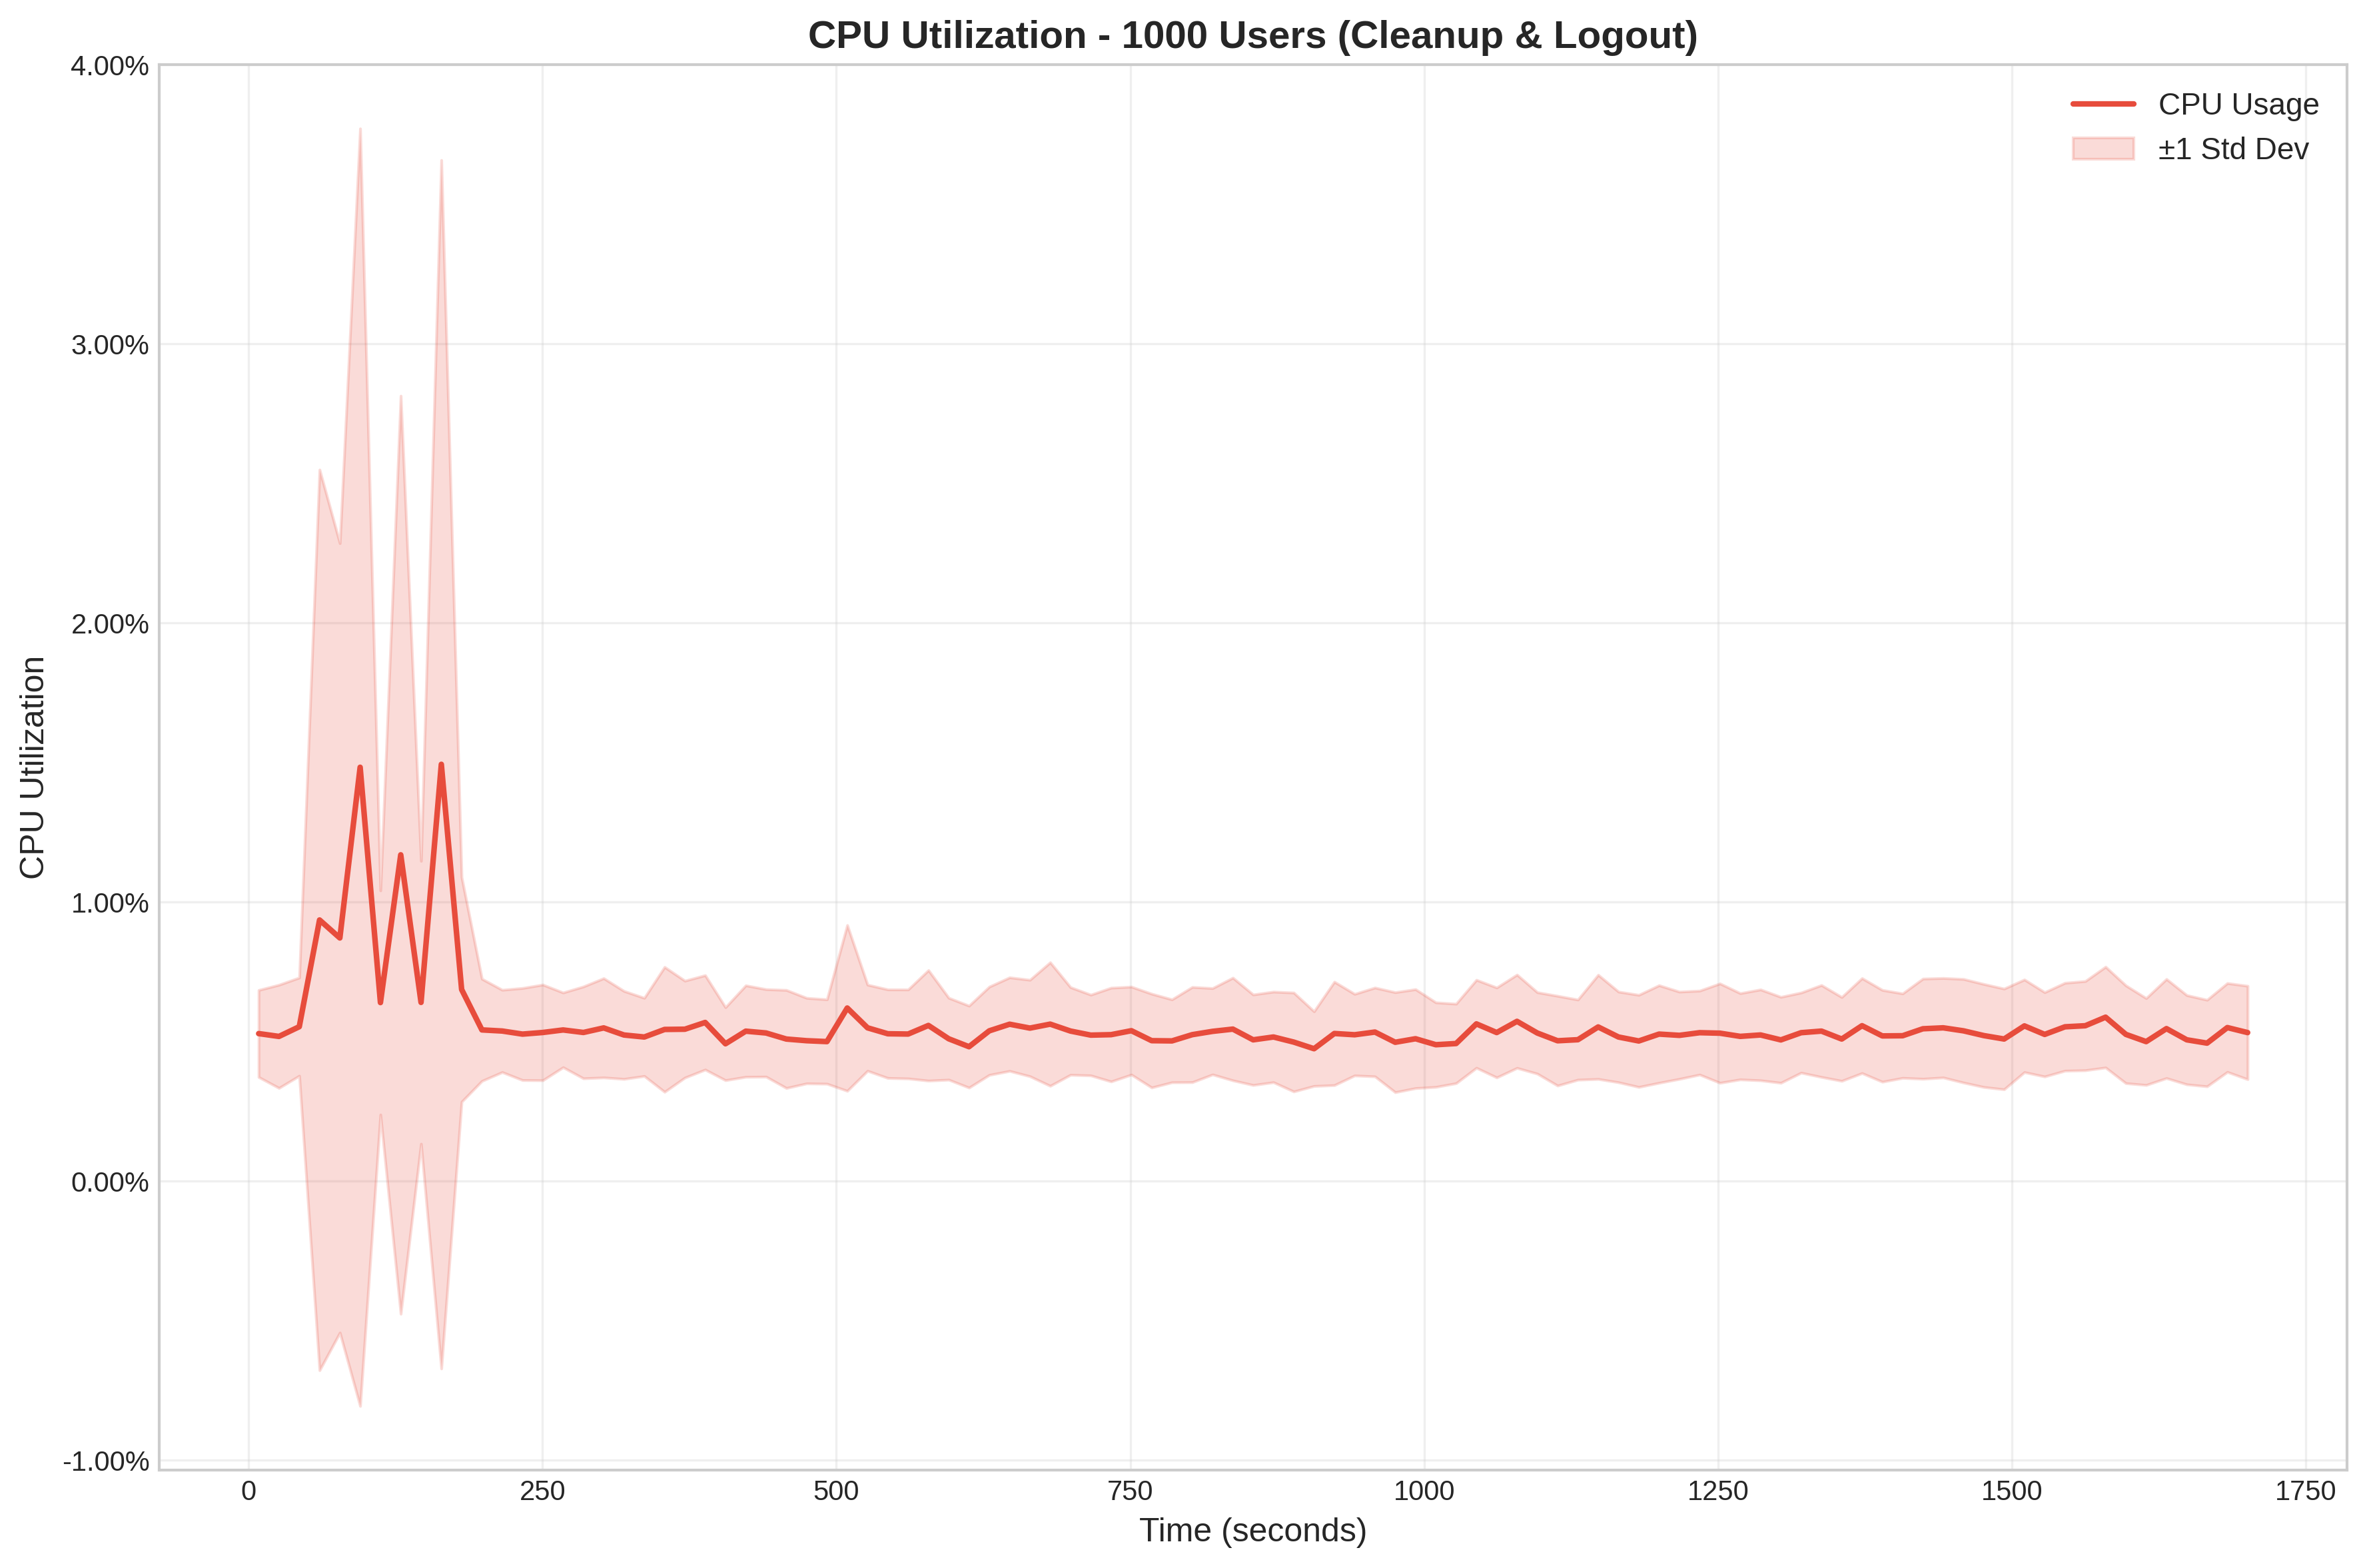 CPU Utilization - 1000 Users (Cleanup & Logout)
4.00%
3.00%
2.00%
1.00%
0.00%
-1.00%
CPU Utilization
CPU Usage
±1 Std Dev
0 250 500 750 1000 1250 1500 1750
Time (seconds)